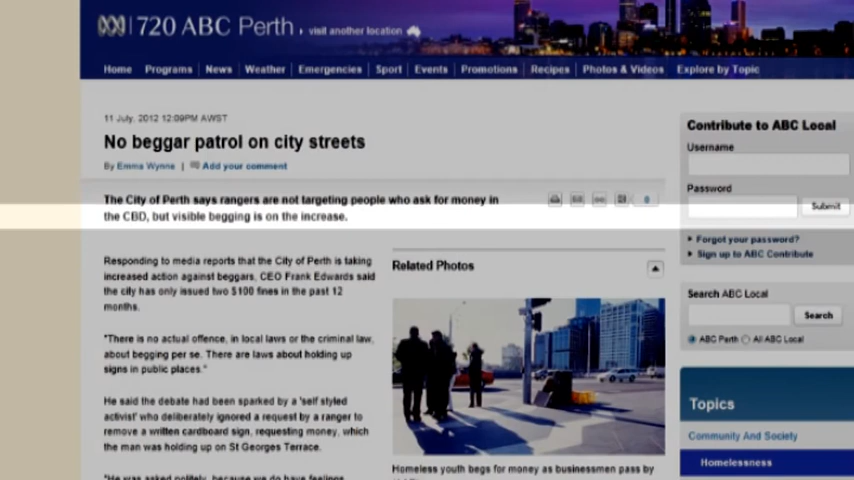 720 ABC Perth visit another location
Home Programs News Weather Emergencies Sport Events Promotions Recipes Photos & Videos Explore by Topic
11 July, 2012 12:09PM AWST
No beggar patrol on city streets
By Emma Wynne | Add your comment
The City of Perth says rangers are not targeting people who ask for money in
the CBD, but visible begging is on the increase.
0
Responding to media reports that the City of Perth is taking
increased action against beggars, CEO Frank Edwards said
the city has only issued two $100 fines in the past 12
months.
"There is no actual offence, in local laws or the criminal law,
about begging per se. There are laws about holding up
signs in public places."
He said the debate had been sparked by a 'self styled
activist' who deliberately ignored a request by a ranger to
remove a written cardboard sign, requesting money, which
the man was holding up on St Georges Terrace.
"He was asked politely, because we do have feelings
Related Photos
Homeless youth begs for money as businessmen pass by
Contribute to ABC Local
Username
Password
Submit
Forgot your password?
Sign up to ABC Contribute
Search ABC Local
Search
ABC Perth All ABC Local
Topics
Community And Society
Homelessness